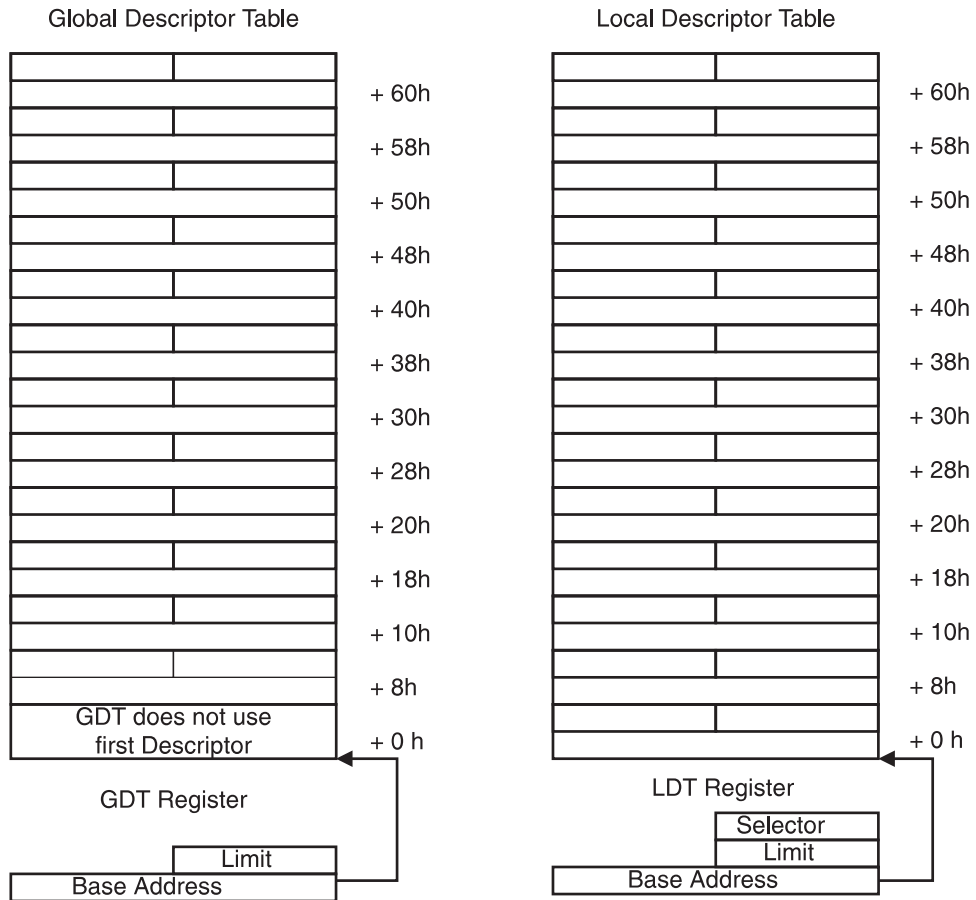 Global Descriptor Table
+ 60h
+ 58h
+ 50h
+ 48h
+ 40h
+ 38h
+ 30h
+ 28h
+ 20h
+ 18h
+ 10h
+ 8h
GDT does not use
first Descriptor
+ 0 h
GDT Register
Limit
Base Address
Local Descriptor Table
+ 60h
+ 58h
+ 50h
+ 48h
+ 40h
+ 38h
+ 30h
+ 28h
+ 20h
+ 18h
+ 10h
+ 8h
+ 0 h
LDT Register
Selector
Limit
Base Address